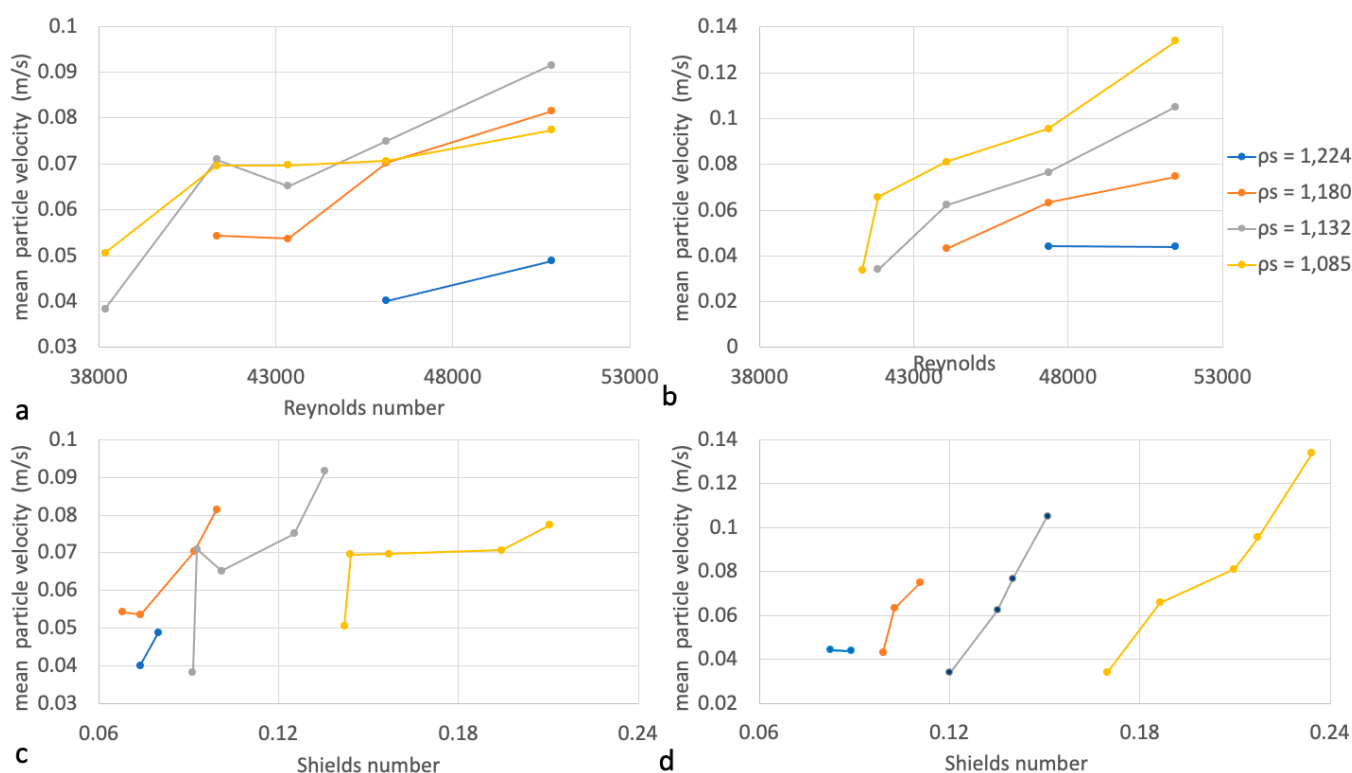 mean particle velocity (m/s)
0.1
0.09
0.08
0.07
0.06
0.05
0.04
0.03
38000 43000 48000 53000
Reynolds number
a
mean particle velocity (m/s)
0.14
0.12
0.1
0.08
0.06
0.04
0.02
0
38000 43000 48000 53000
Reynolds
b
ρs = 1,224
ρs = 1,180
ρs = 1,132
ρs = 1,085
mean particle velocity (m/s)
0.1
0.09
0.08
0.07
0.06
0.05
0.04
0.03
0.06 0.12 0.18 0.24
Shields number
c
mean particle velocity (m/s)
0.14
0.12
0.1
0.08
0.06
0.04
0.02
0.06 0.12 0.18 0.24
Shields number
d